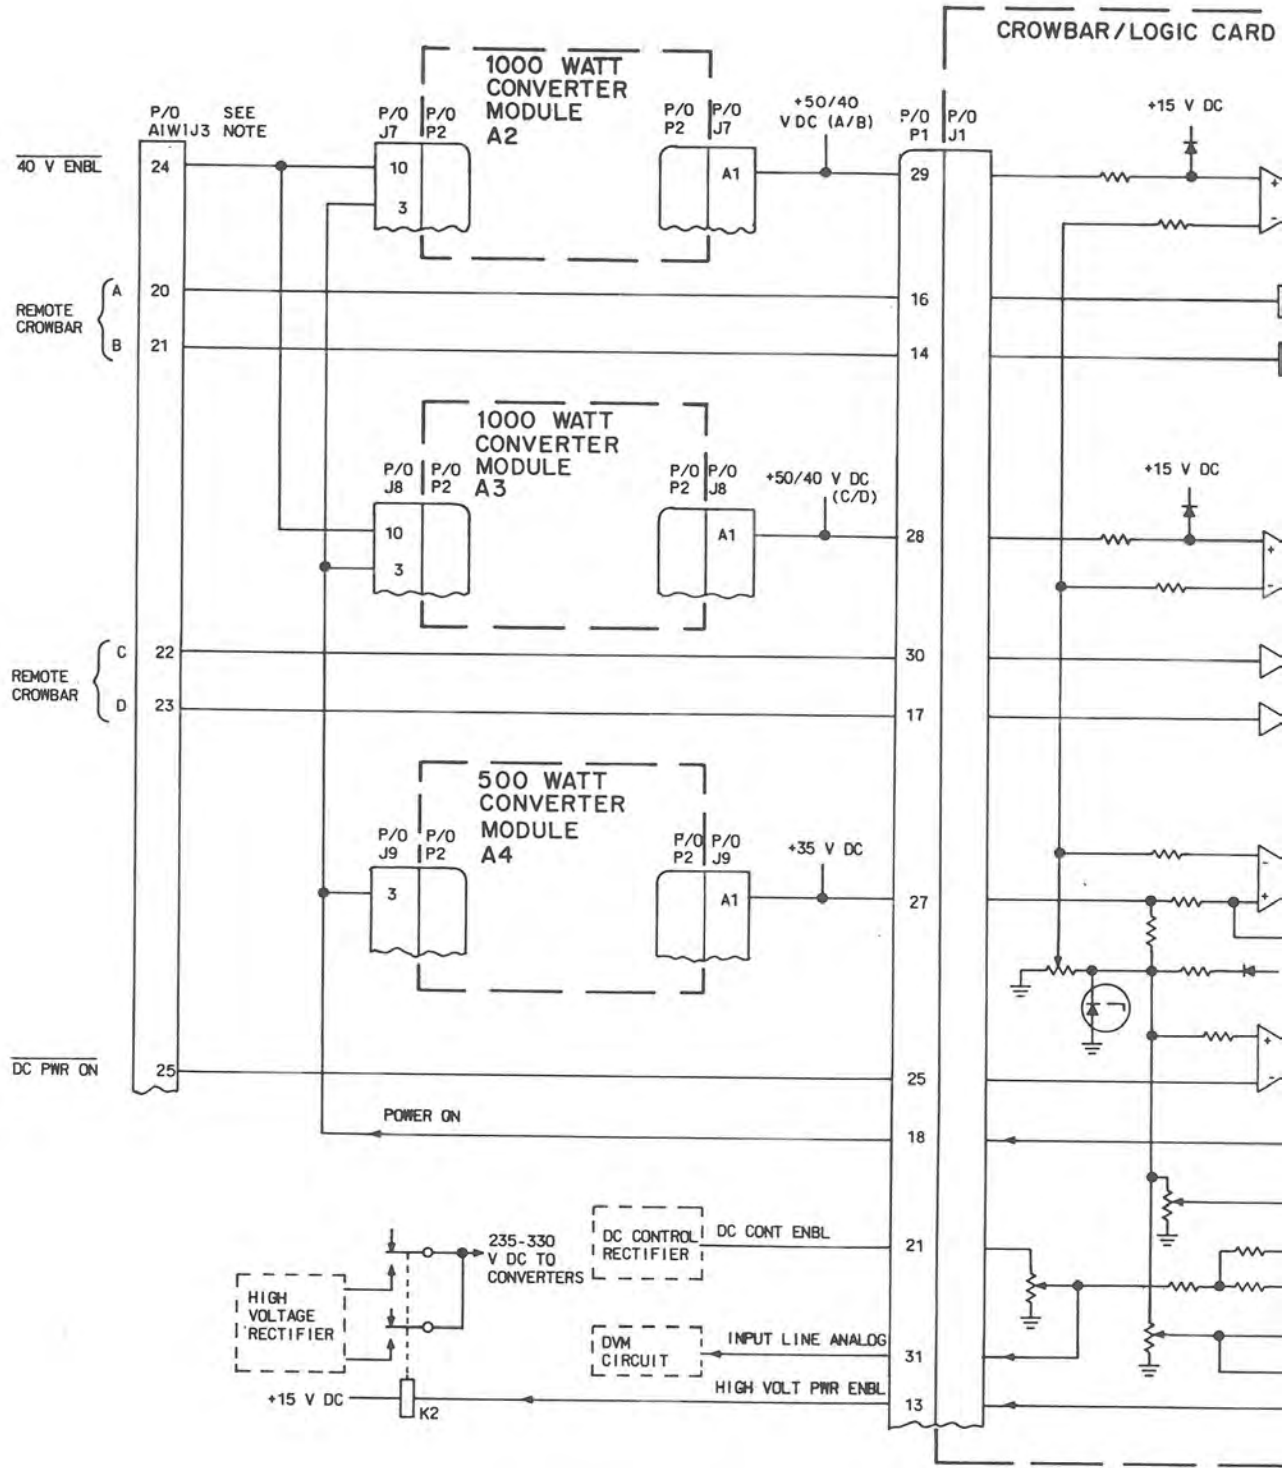 CROWBAR/LOGIC CARD
1000 WATT
CONVERTER
MODULE
A2
P/O
A1W1J3
SEE
NOTE
P/O
J7
P/O
P2
P/O
P2
P/O
J7
+50/40
V DC (A/B)
P/O
P1
P/O
J1
+15 V DC
40 V ENBL
24
10
3
A1
29
+
-
REMOTE
CROWBAR
A
20
16
B
21
14
1000 WATT
CONVERTER
MODULE
A3
P/O
J8
P/O
P2
P/O
P2
P/O
J8
+50/40 V DC
(C/D)
+15 V DC
10
3
A1
28
+
-
REMOTE
CROWBAR
C
22
30
D
23
17
500 WATT
CONVERTER
MODULE
A4
P/O
J9
P/O
P2
P/O
P2
P/O
J9
+35 V DC
3
A1
27
-
+
DC PWR ON
25
25
+
-
POWER ON
18
DC CONTROL
RECTIFIER
DC CONT ENBL
21
235-330
V DC TO
CONVERTERS
HIGH
VOLTAGE
RECTIFIER
DVM
CIRCUIT
INPUT LINE ANALOG
31
+15 V DC
K2
HIGH VOLT PWR ENBL
13